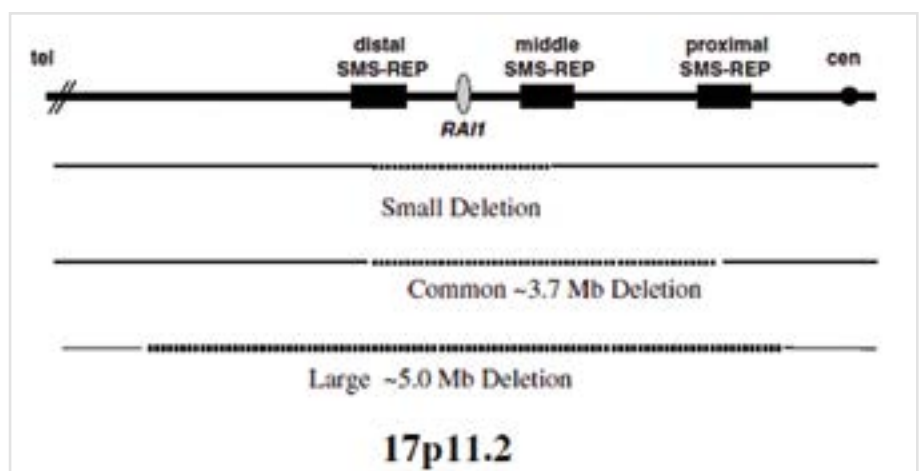 tel
distal
SMS-REP
middle
SMS-REP
proximal
SMS-REP
cen
RAI1
Small Deletion
Common ~3.7 Mb Deletion
Large ~5.0 Mb Deletion
17p11.2